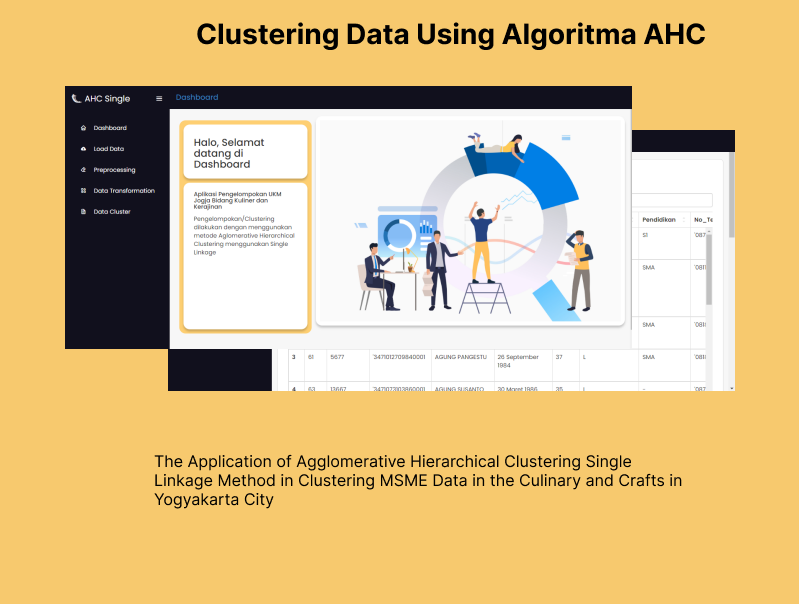 Clustering Data Using Algoritma AHC
AHC Single
Dashboard
Dashboard
Load Data
Preprocessing
Data Transformation
Data Cluster
Halo, Selamat
datang di
Dashboard
Aplikasi Pengelompokan UKM
Jogja Bidang Kuliner dan
Kerajinan
Pengelompokan/Clustering
dilakukan dengan menggunakan
metode Aglomerative Hierarchical
Clustering menggunakan Single
Linkage
Pendidikan No_Te
S1 '087
SMA '081
SMA '081
3 61 5677 '3471012709840001 AGUNG PANGESTU 26 September 37 L SMA '081
1984
4 63 13667 '3471073103860001 AGUNG SUSANTO 30 Maret 1986 35 L - '087
The Application of Agglomerative Hierarchical Clustering Single
Linkage Method in Clustering MSME Data in the Culinary and Crafts in
Yogyakarta City